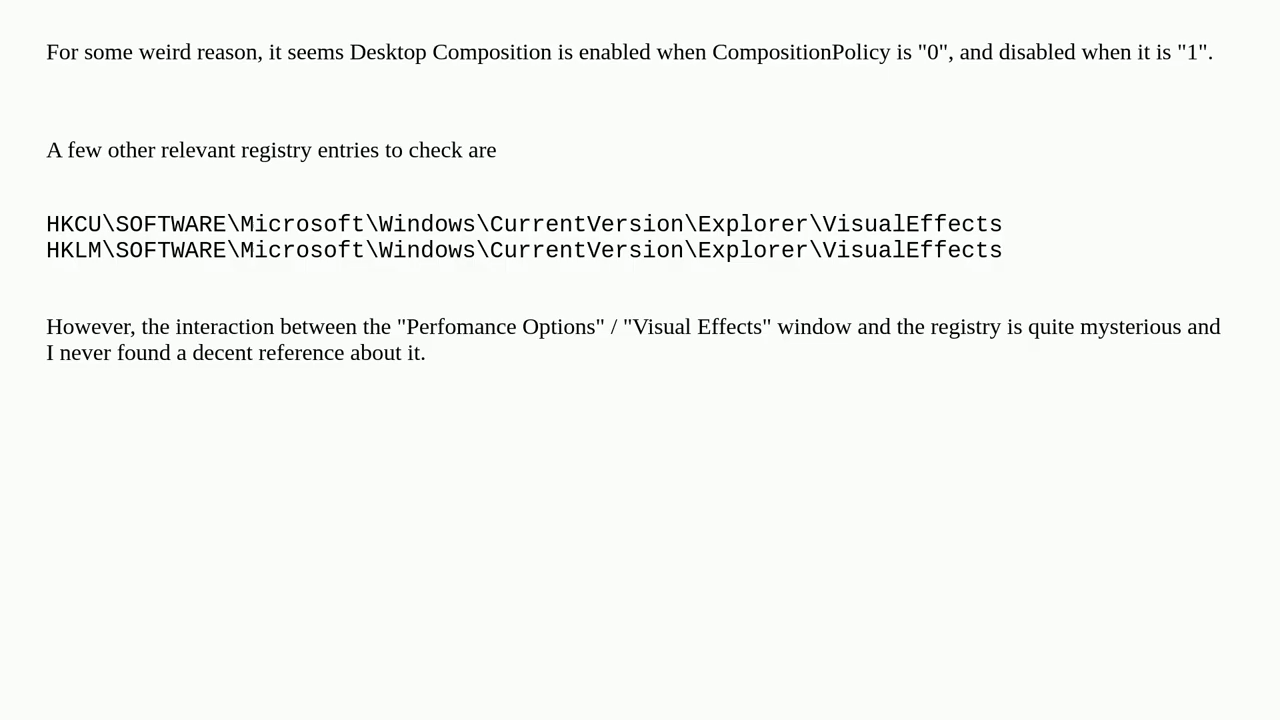 For some weird reason, it seems Desktop Composition is enabled when CompositionPolicy is "0", and disabled when it is "1".
A few other relevant registry entries to check are
HKCU\SOFTWARE\Microsoft\Windows\CurrentVersion\Explorer\VisualEffects
HKLM\SOFTWARE\Microsoft\Windows\CurrentVersion\Explorer\VisualEffects
However, the interaction between the "Perfomance Options" / "Visual Effects" window and the registry is quite mysterious and
I never found a decent reference about it.